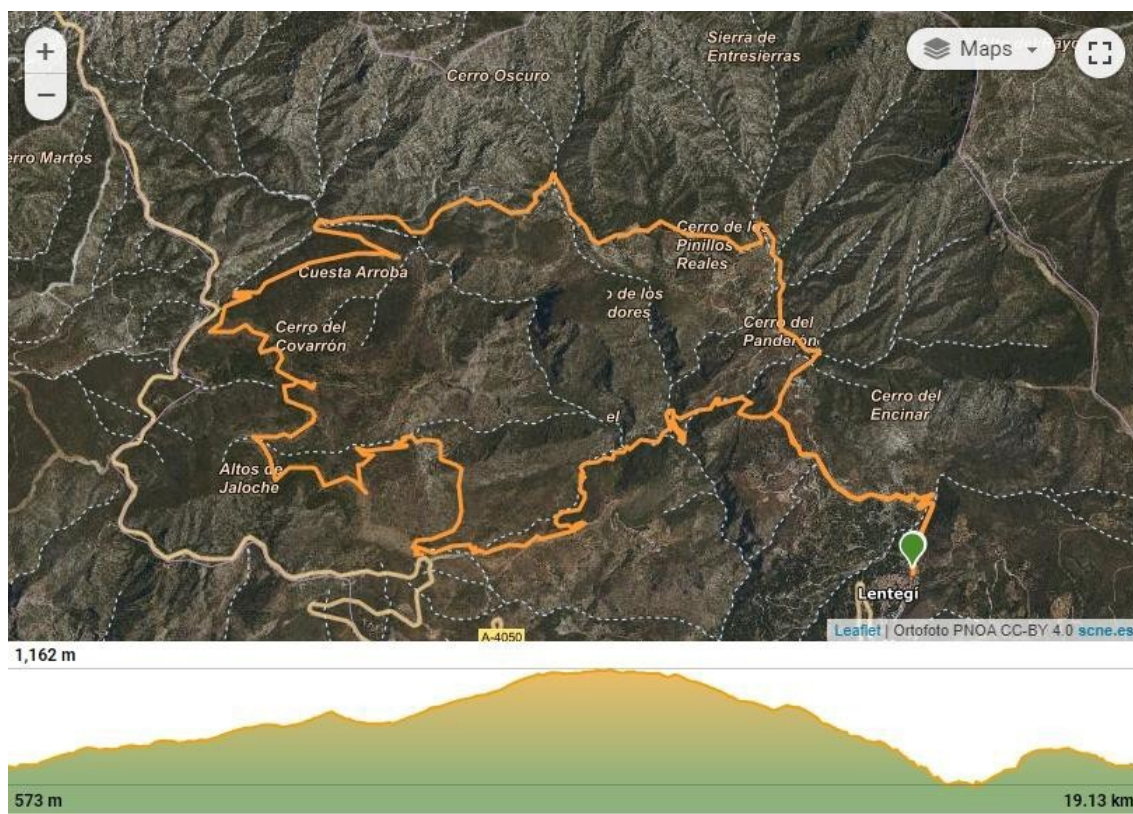 +
−
Maps
Sierra de
Entresierras
Cerro Oscuro
erro Martos
Cerro de los
Pinillos
Reales
Cuesta Arroba
o de los
dores
Cerro del
Covarrón
Cerro del
Panderón
Cerro del
Encinar
el
Altos de
Jaloche
Lentegí
A-4050
Leaflet | Ortofoto PNOA CC-BY 4.0 scne.es
1,162 m
573 m
19.13 km